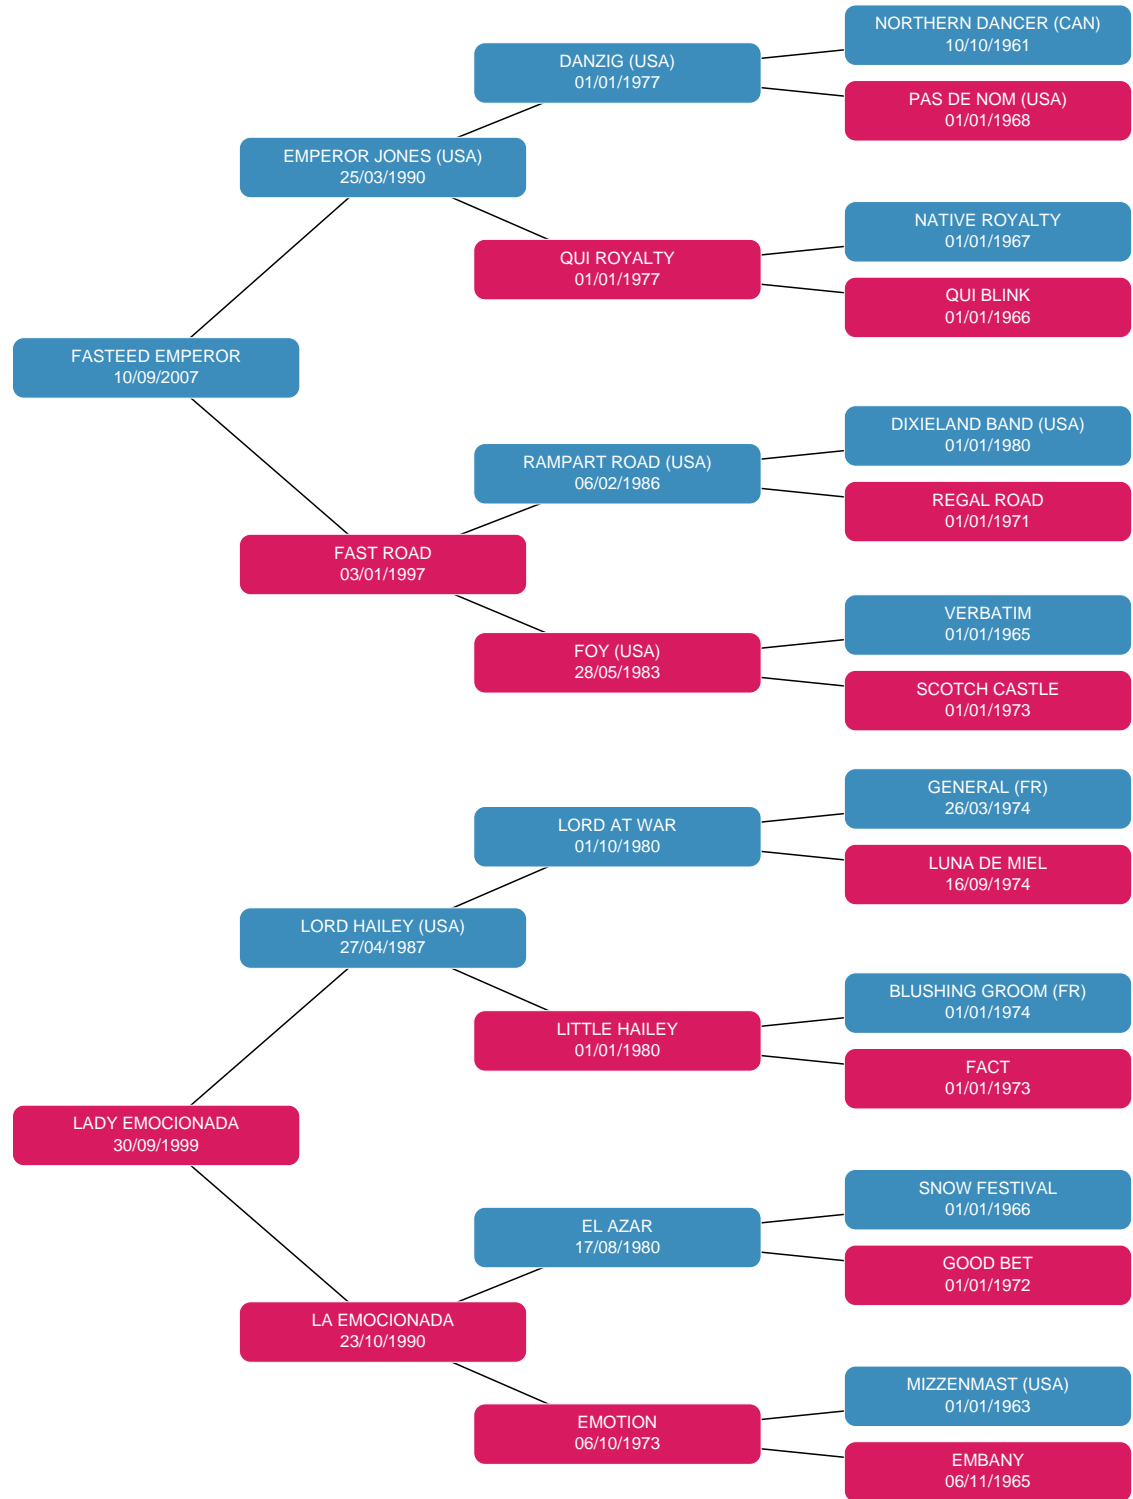 NORTHERN DANCER (CAN)
10/10/1961
DANZIG (USA)
01/01/1977
PAS DE NOM (USA)
01/01/1968
EMPEROR JONES (USA)
25/03/1990
NATIVE ROYALTY
01/01/1967
QUI ROYALTY
01/01/1977
QUI BLINK
01/01/1966
FASTEED EMPEROR
10/09/2007
DIXIELAND BAND (USA)
01/01/1980
RAMPART ROAD (USA)
06/02/1986
REGAL ROAD
01/01/1971
FAST ROAD
03/01/1997
VERBATIM
01/01/1965
FOY (USA)
28/05/1983
SCOTCH CASTLE
01/01/1973
GENERAL (FR)
26/03/1974
LORD AT WAR
01/10/1980
LUNA DE MIEL
16/09/1974
LORD HAILEY (USA)
27/04/1987
BLUSHING GROOM (FR)
01/01/1974
LITTLE HAILEY
01/01/1980
FACT
01/01/1973
LADY EMOCIONADA
30/09/1999
SNOW FESTIVAL
01/01/1966
EL AZAR
17/08/1980
GOOD BET
01/01/1972
LA EMOCIONADA
23/10/1990
MIZZENMAST (USA)
01/01/1963
EMOTION
06/10/1973
EMBANY
06/11/1965